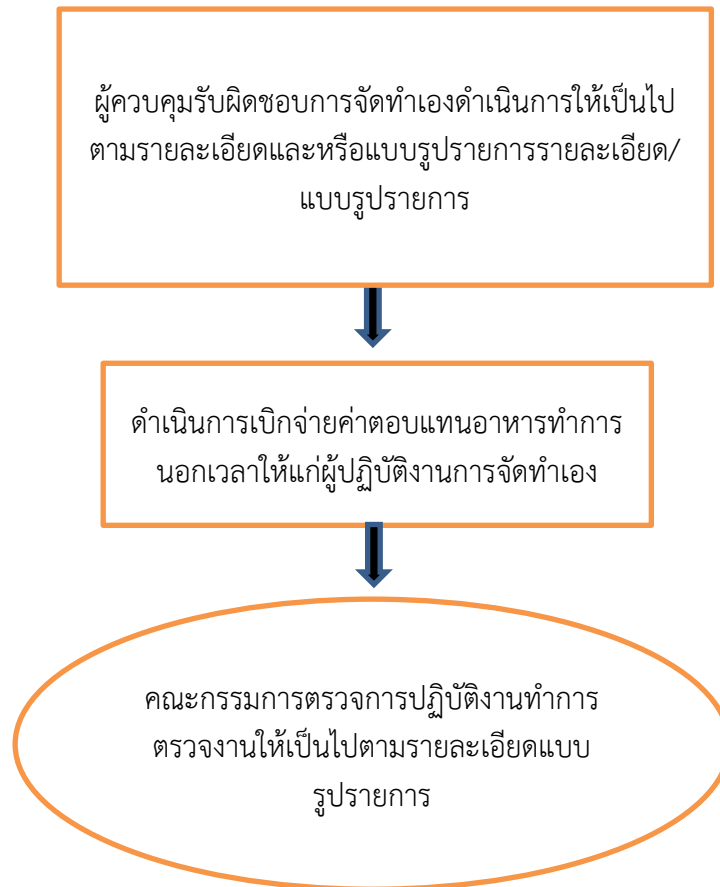 ผู้ควบคุมรับผิดชอบการจัดทำเองดำเนินการให้เป็นไป
ตามรายละเอียดและหรือแบบรูปรายการรายละเอียด/
แบบรูปรายการ
ดำเนินการเบิกจ่ายค่าตอบแทนอาหารทำการ
นอกเวลาให้แก่ผู้ปฏิบัติงานการจัดทำเอง
คณะกรรมการตรวจการปฏิบัติงานทำการ
ตรวจงานให้เป็นไปตามรายละเอียดแบบ
รูปรายการ